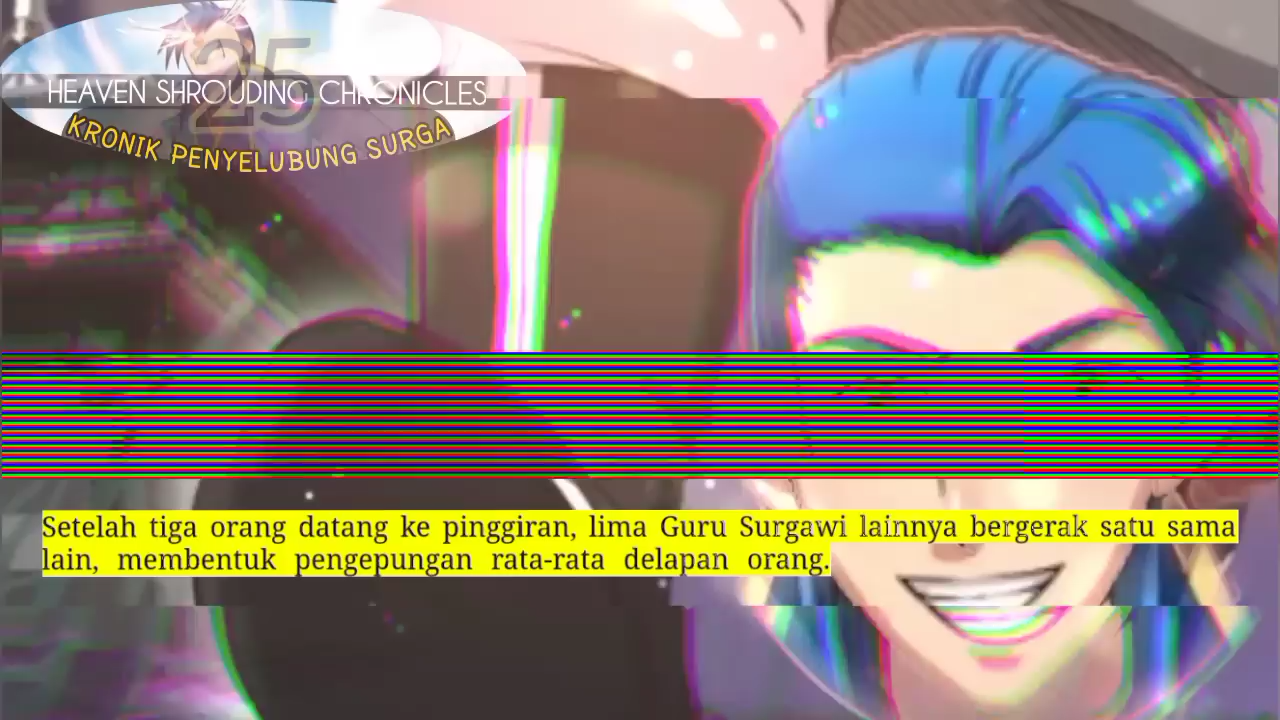 25
HEAVEN SHROUDING CHRONICLES
KRONIK PENYELUBUNG SURGA
Setelah tiga orang datang ke pinggiran, lima Guru Surgawi lainnya bergerak satu sama
lain, membentuk pengepungan rata-rata delapan orang.